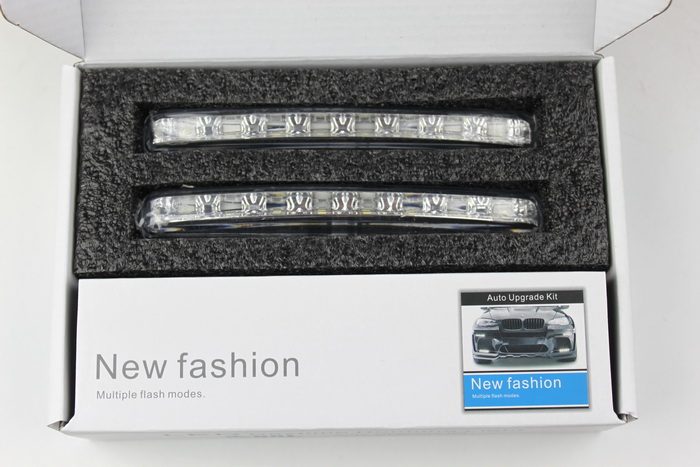 Auto Upgrade Kit
New fashion
Multiple flash modes.
New fashion
Multiple flash modes.